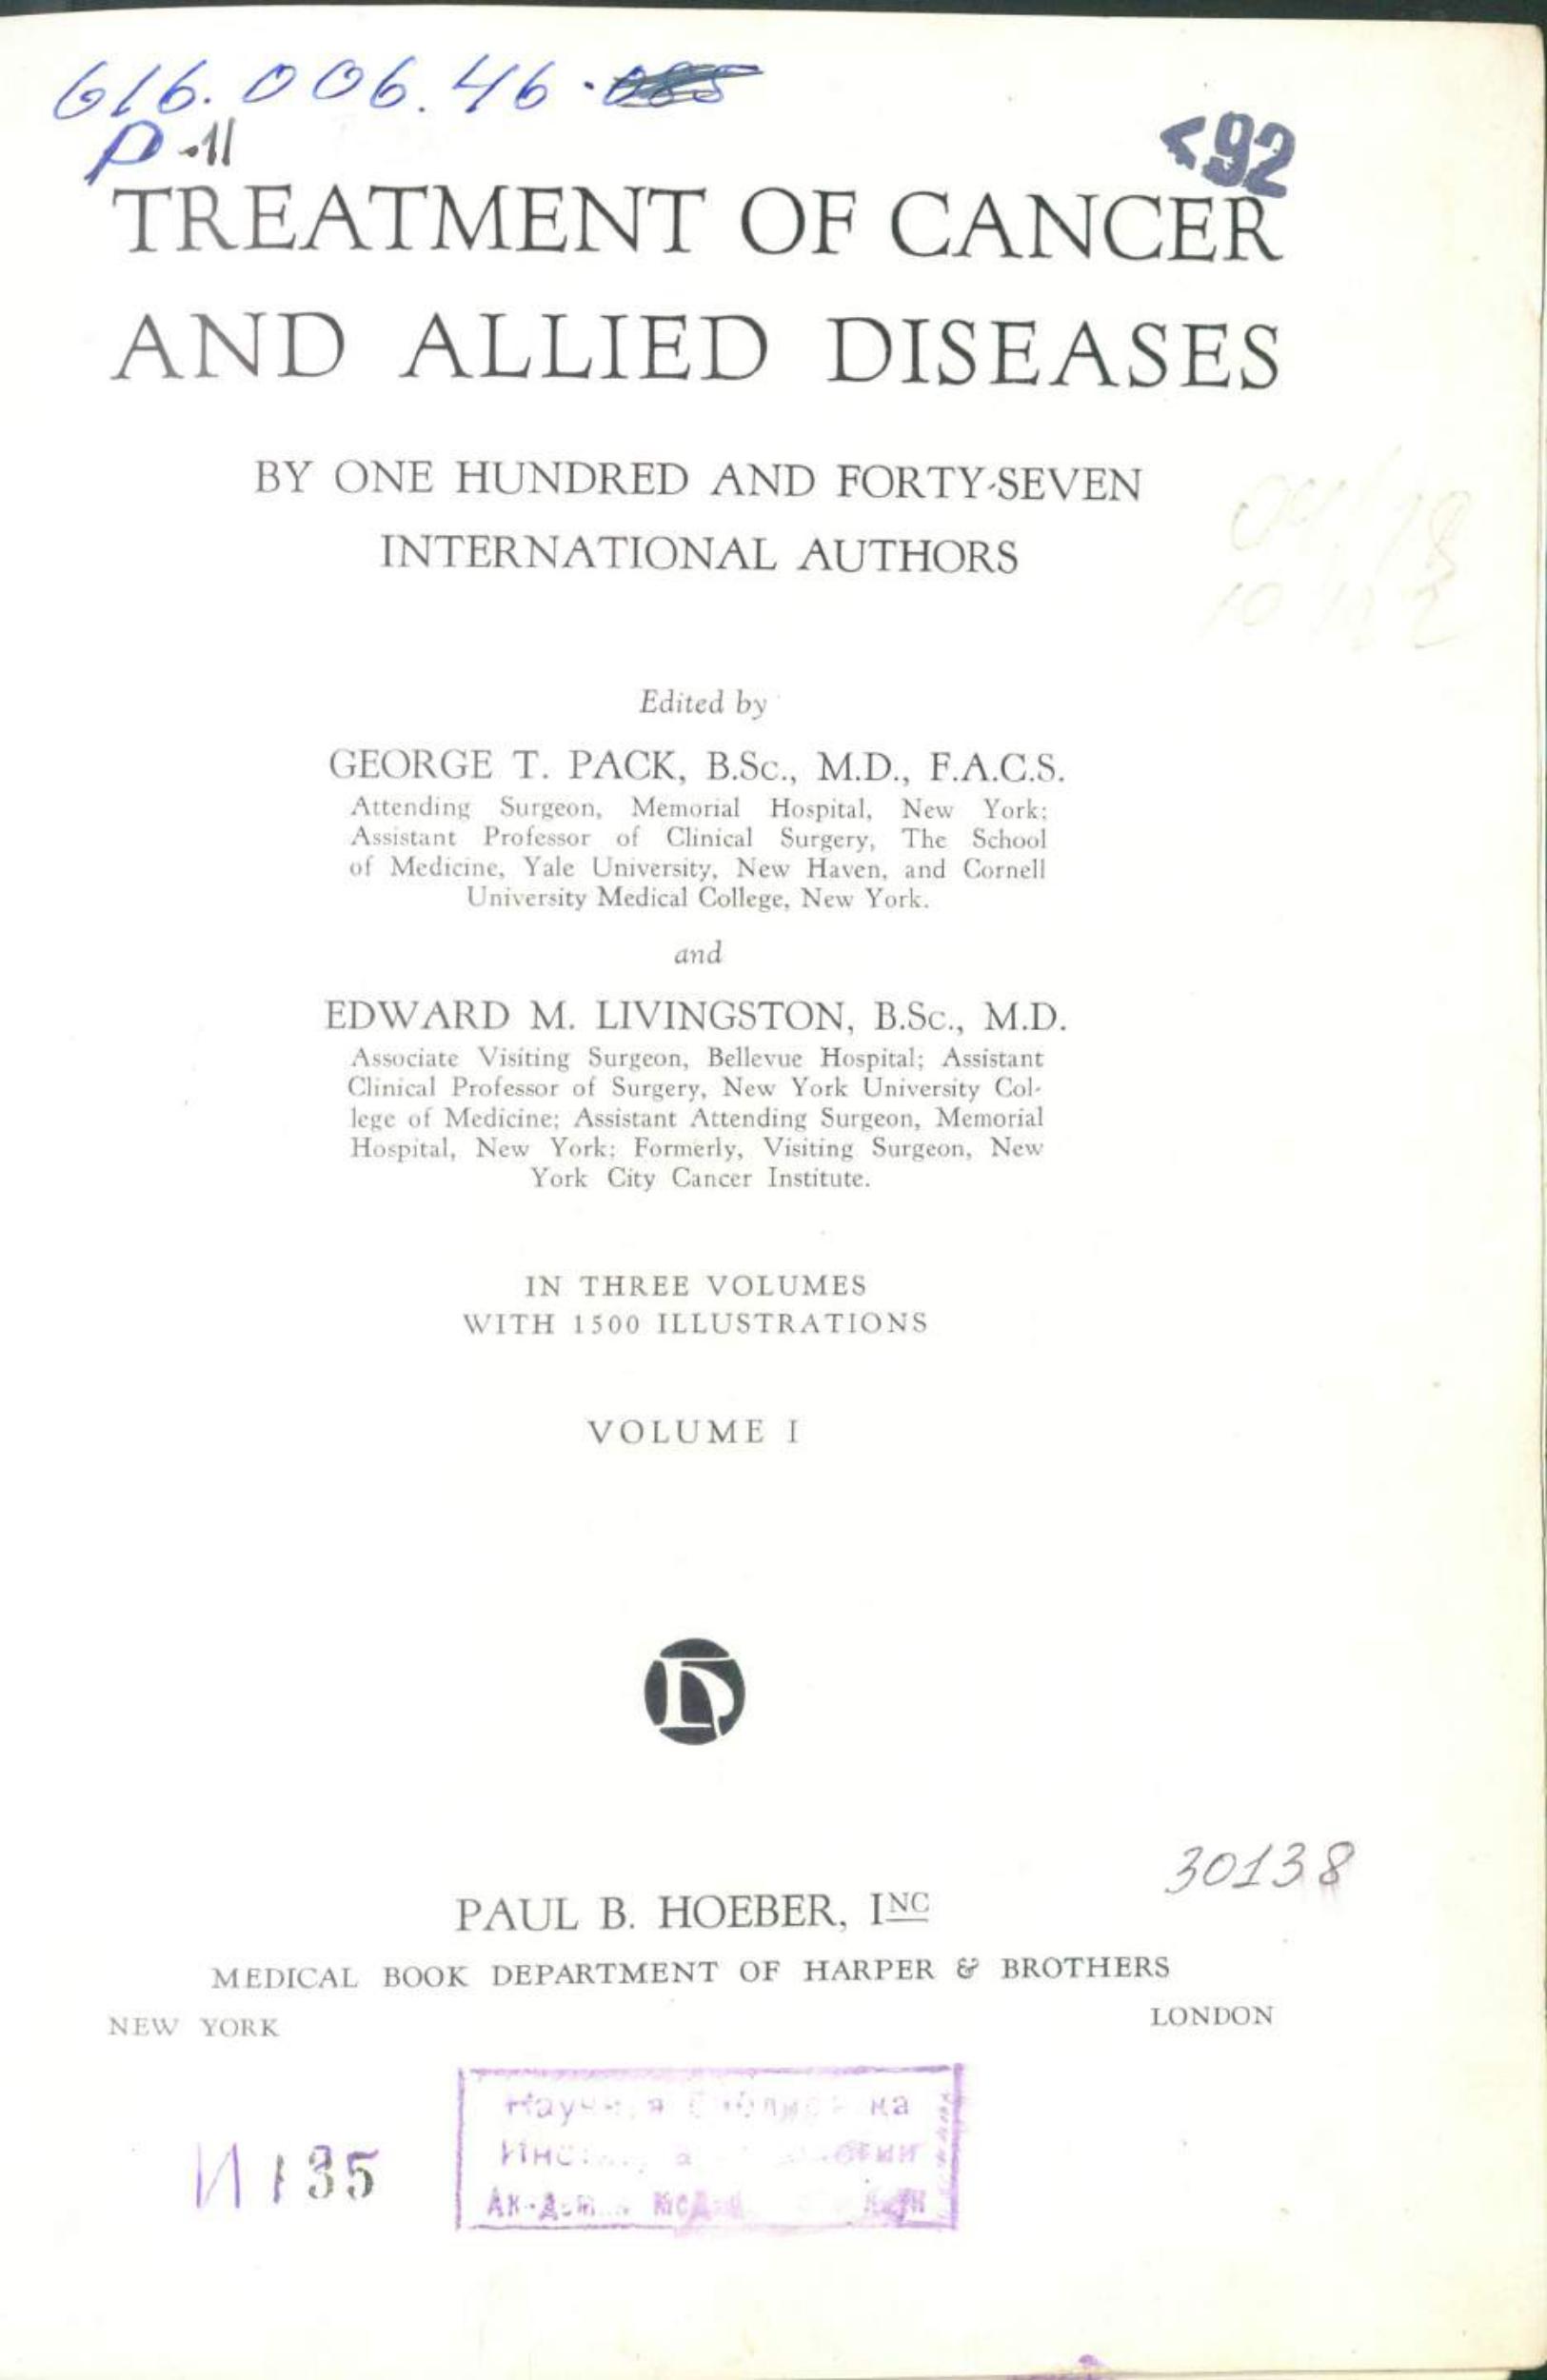 616.006.46.
P-11
<92
TREATMENT OF CANCER
AND ALLIED DISEASES
BY ONE HUNDRED AND FORTY-SEVEN
INTERNATIONAL AUTHORS
Edited by
GEORGE T. PACK, B.Sc., M.D., F.A.C.S.
Attending Surgeon, Memorial Hospital, New York;
Assistant Professor of Clinical Surgery, The School
of Medicine, Yale University, New Haven, and Cornell
University Medical College, New York.
and
EDWARD M. LIVINGSTON, B.Sc., M.D.
Associate Visiting Surgeon, Bellevue Hospital; Assistant
Clinical Professor of Surgery, New York University Col-
lege of Medicine; Assistant Attending Surgeon, Memorial
Hospital, New York; Formerly, Visiting Surgeon, New
York City Cancer Institute.
IN THREE VOLUMES
WITH 1500 ILLUSTRATIONS
VOLUME I
30138
PAUL B. HOEBER, INC
MEDICAL BOOK DEPARTMENT OF HARPER & BROTHERS
NEW YORK LONDON
И 135